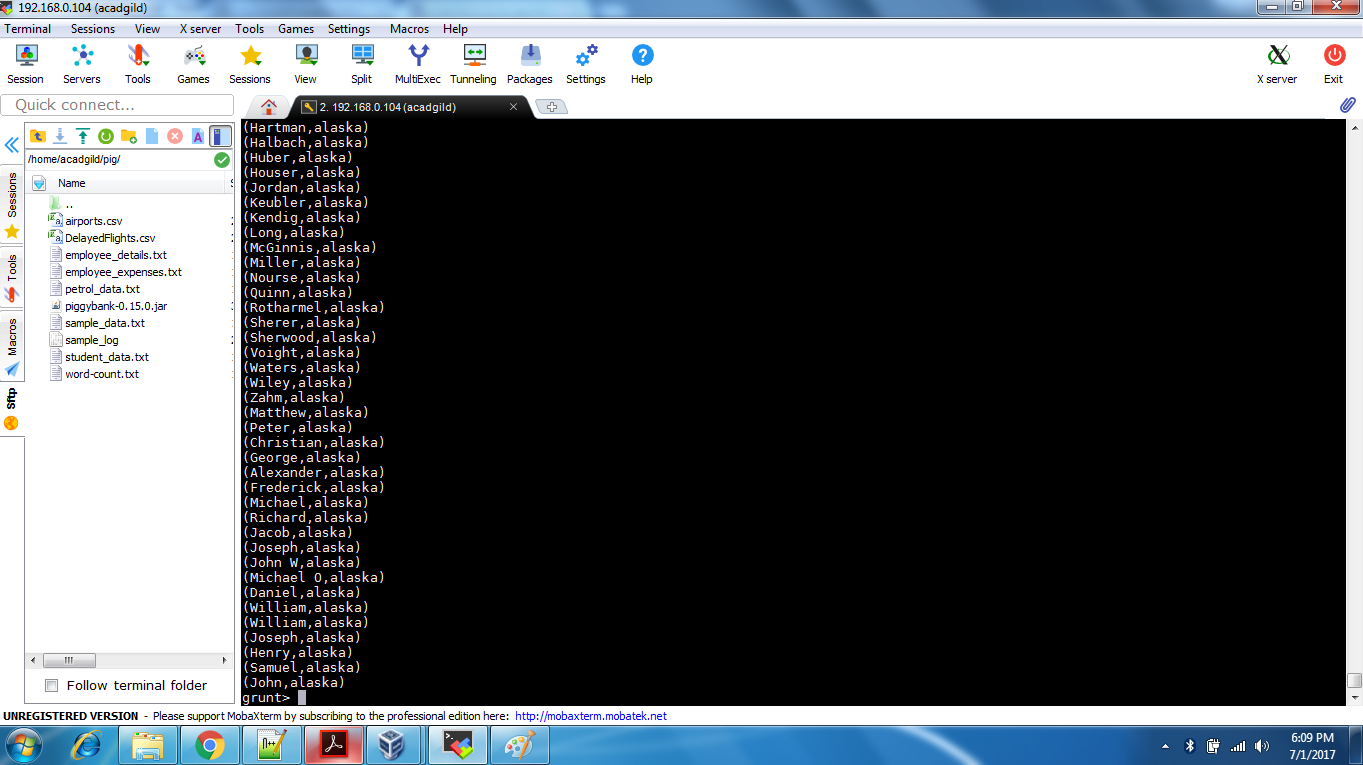 192.168.0.104 (acadgild)
Terminal Sessions View X server Tools Games Settings Macros Help
Session Servers Tools Games Sessions View Split MultiExec Tunneling Packages Settings Help X server Exit
Quick connect...
2. 192.168.0.104 (acadgild)
/home/acadgild/pig/
Name
..
airports.csv
DelayedFlights.csv
employee_details.txt
employee_expenses.txt
petrol_data.txt
piggybank-0.15.0.jar
sample_data.txt
sample_log
student_data.txt
word-count.txt
Sessions
Tools
Macros
Sftp
Follow terminal folder
(Hartman,alaska)
(Halbach,alaska)
(Huber,alaska)
(Houser,alaska)
(Jordan,alaska)
(Keubler,alaska)
(Kendig,alaska)
(Long,alaska)
(McGinnis,alaska)
(Miller,alaska)
(Nourse,alaska)
(Quinn,alaska)
(Rotharmel,alaska)
(Sherer,alaska)
(Sherwood,alaska)
(Voight,alaska)
(Waters,alaska)
(Wiley,alaska)
(Zahm,alaska)
(Matthew,alaska)
(Peter,alaska)
(Christian,alaska)
(George,alaska)
(Alexander,alaska)
(Frederick,alaska)
(Michael,alaska)
(Richard,alaska)
(Jacob,alaska)
(Joseph,alaska)
(John W,alaska)
(Michael O,alaska)
(Daniel,alaska)
(William,alaska)
(William,alaska)
(Joseph,alaska)
(Henry,alaska)
(Samuel,alaska)
(John,alaska)
grunt>
UNREGISTERED VERSION - Please support MobaXterm by subscribing to the professional edition here: http://mobaxterm.mobatek.net
6:09 PM
7/1/2017